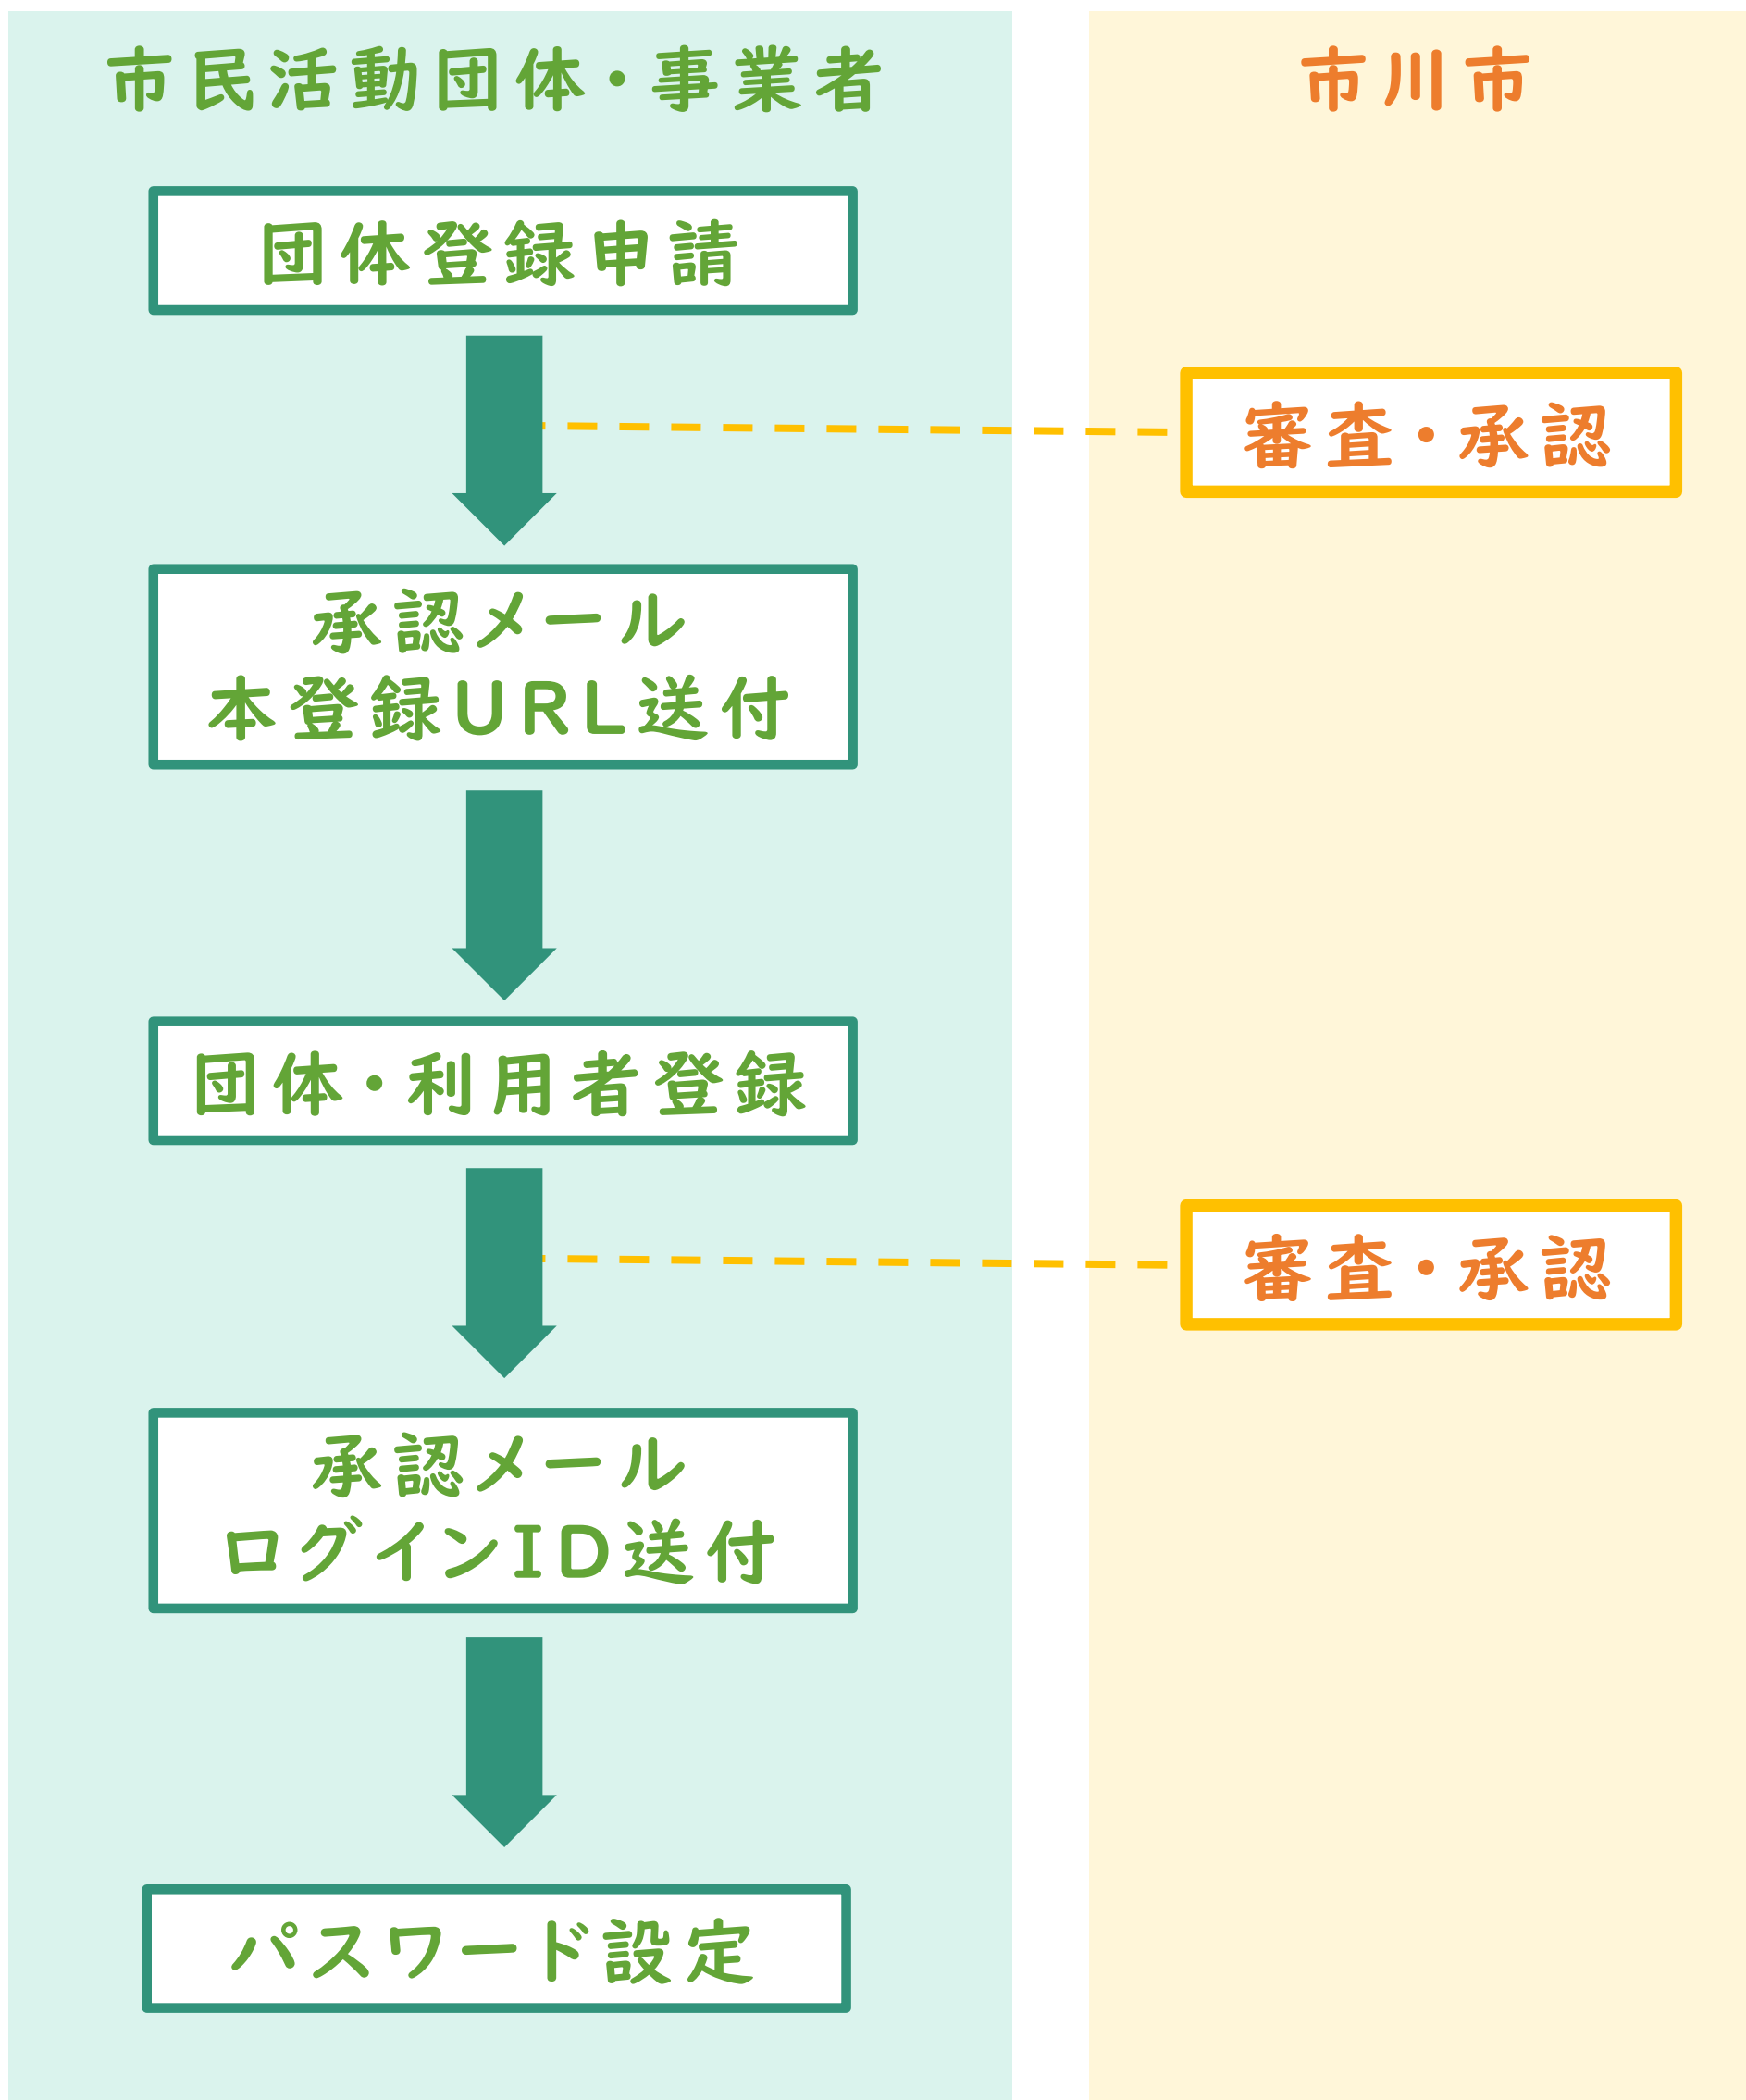 市民活動団体・事業者
市川市
団体登録申請
審査・承認
承認メール
本登録URL送付
団体・利用者登録
審査・承認
承認メール
ログインID送付
パスワード設定